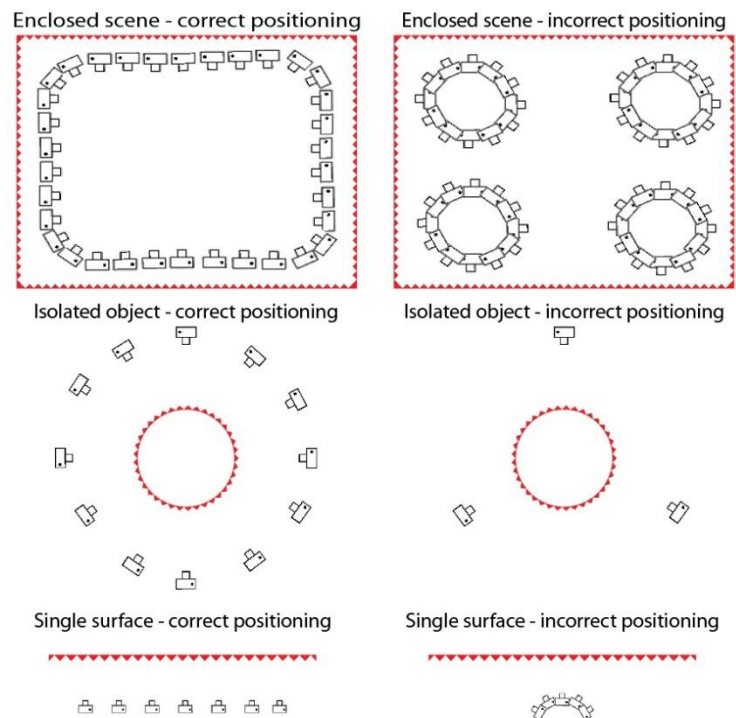 Enclosed scene - correct positioning
Enclosed scene - incorrect positioning
Isolated object - correct positioning
Isolated object - incorrect positioning
Single surface - correct positioning
Single surface - incorrect positioning